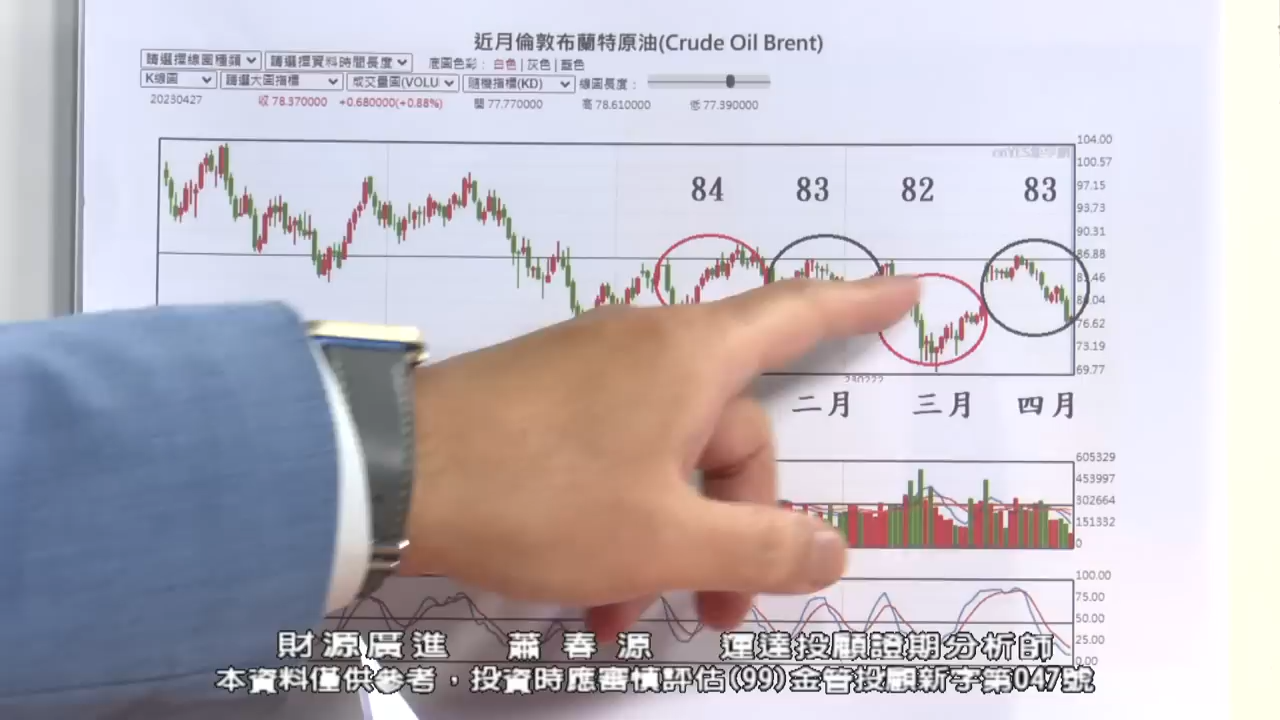 近月倫敦布蘭特原油(Crude Oil Brent)
請選擇線圖種類 請選擇資料時間長度 底圖色彩： 白色 | 灰色 | 藍色
K線圖 請選大圖指標 成交量圖(VOLU 隨機指標(KD) 線圖長度：
20230427 收 78.370000 +0.680000(+0.88%) 開 77.770000 高 78.610000 低 77.390000
104.00
100.57
97.15
93.73
90.31
86.88
83.46
80.04
76.62
73.19
69.77
84 83 82 83
二月 三月 四月
605329
453997
302664
151332
0
100.00
75.00
50.00
25.00
0.00
財源廣進 蕭春源 運達投顧證期分析師
本資料僅供參考，投資時應審慎評估(99)金管投顧新字第047號